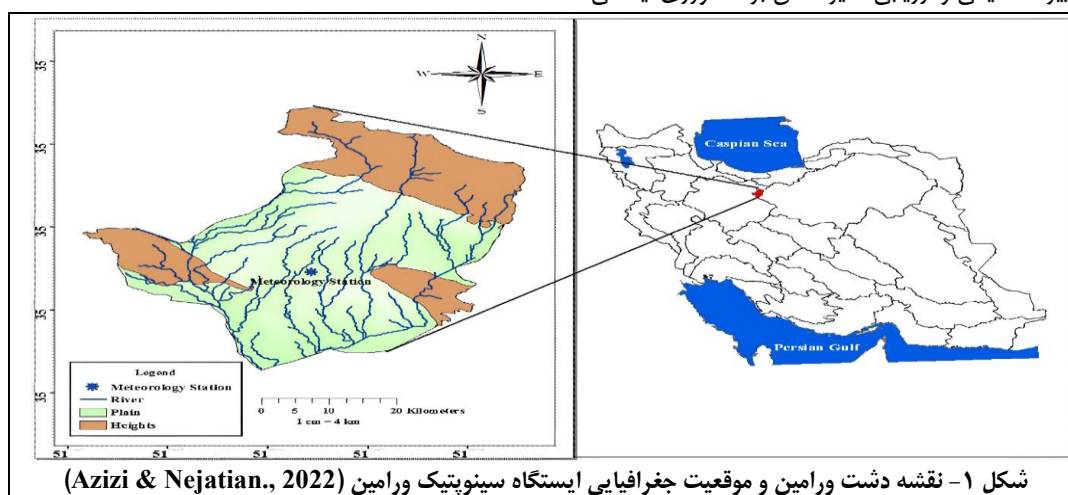 N
W E
S
35
35
35
35
35
Meteorology Station
Legend
Meteorology Station
River
Plain
Heights
0 5 10 20 Kilometers
1 cm = 4 km
51 51 51 51 51
Caspian Sea
Persian Gulf
شکل ۱- نقشه دشت ورامین و موقعیت جغرافیایی ایستگاه سینوپتیک ورامین (Azizi & Nejatian., 2022)